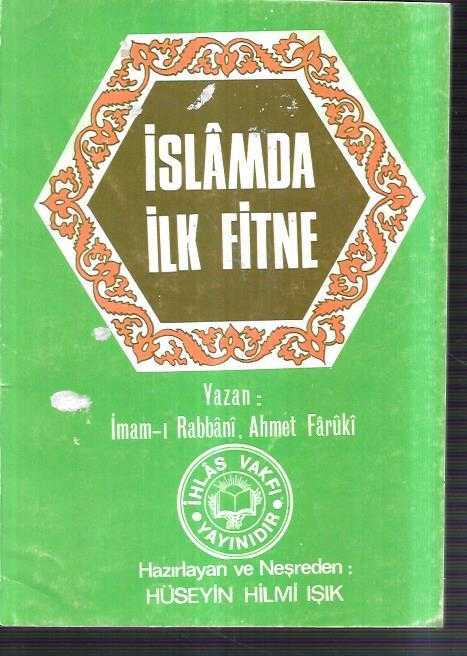 İSLÂMDA
İLK FİTNE
Yazan :
İmam-ı Rabbânî, Ahmet Fârûkî
İHLÂS VAKFI
YAYINIDIR
Hazırlayan ve Neşreden :
HÜSEYİN HİLMİ IŞIK